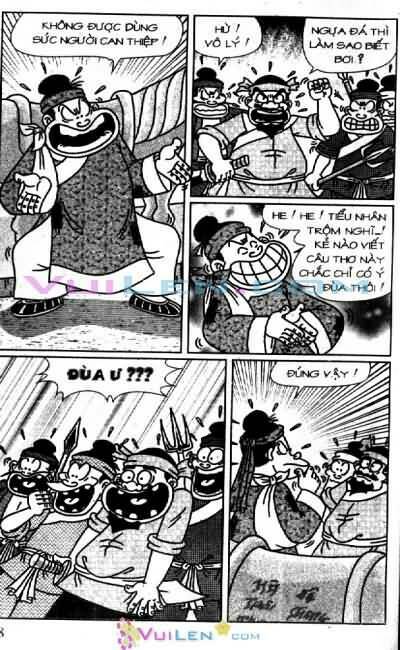 KHÔNG ĐƯỢC DÙNG
SỨC NGƯỜI CAN THIỆP!
HỪ!
VÔ LÝ!
NGỰA ĐÁ THÌ
LÀM SAO BIẾT
BƠI?
HE! HE! TIỂU NHÂN
TRỘM NGHĨ...!
KẺ NÀO VIẾT
CÂU THƠ NÀY
CHẮC CHỈ CÓ Ý
ĐÙA THÔI!
ĐÙA Ư ???
ĐÚNG VẬY!
8
VUILEN.COM